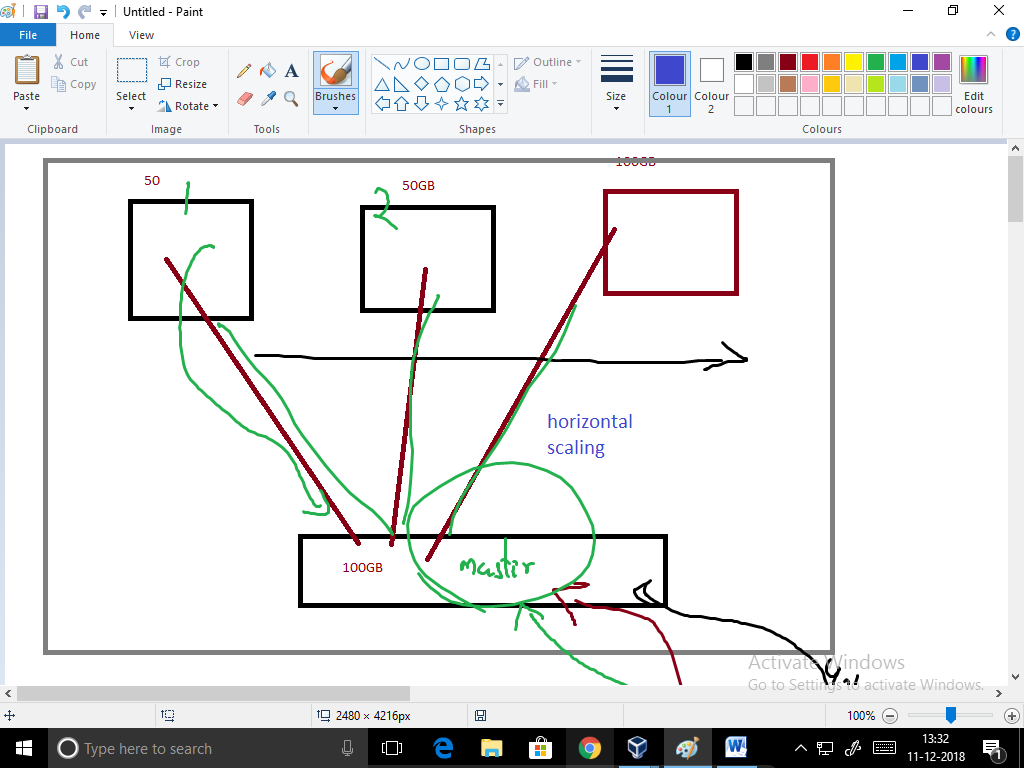 Untitled - Paint
File
Home
View
Paste
Cut
Copy
Clipboard
Select
Crop
Resize
Rotate
Image
A
Tools
Brushes
Outline
Fill
Shapes
Size
Colour 1
Colour 2
Edit colours
Colours
50
1
50GB
2
100GB
horizontal
scaling
100GB
master
Activate Windows
Go to Settings to activate Windows.
2480 × 4216px
100%
Type here to search
13:32
11-12-2018
1